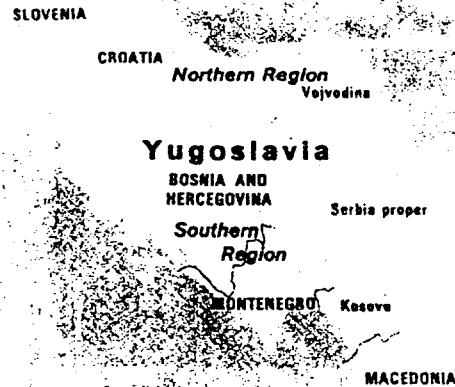 SLOVENIA
CROATIA
Northern Region
Vojvodina
Yugoslavia
BOSNIA AND
HERCEGOVINA
Serbia proper
Southern
Region
MONTENEGRO
Kosovo
MACEDONIA